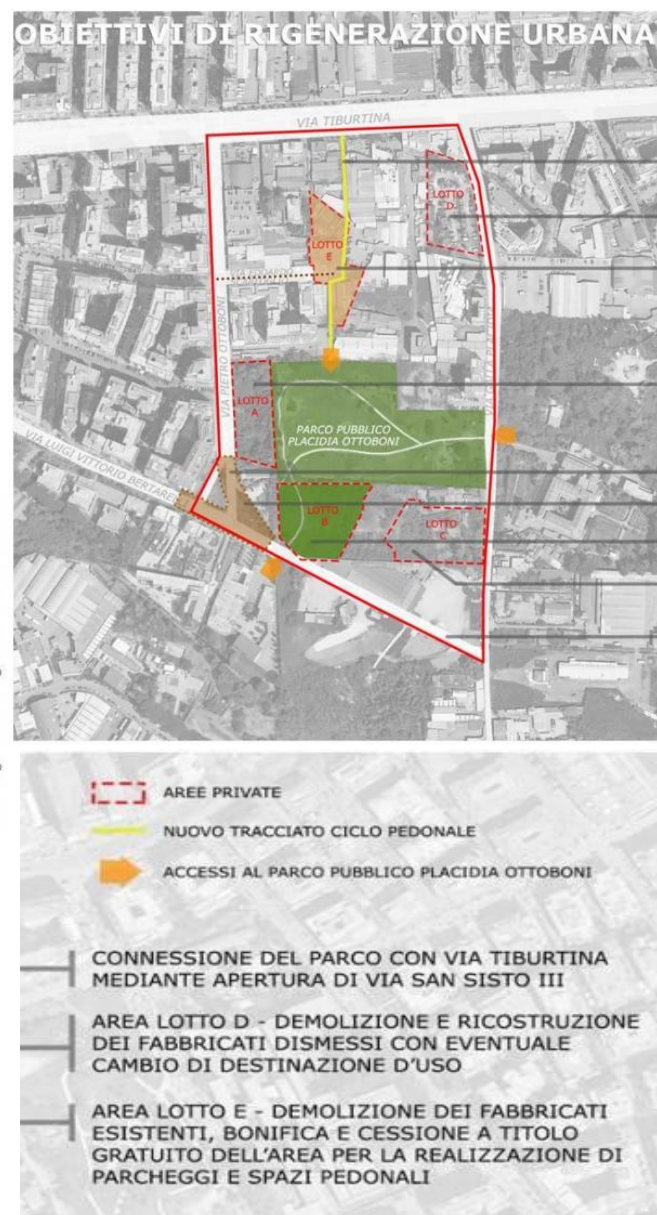 OBIETTIVI DI RIGENERAZIONE URBANA
VIA TIBURTINA
LOTTO
D
LOTTO
E
VIA PIETRO OTTOBONI
LOTTO
A
PARCO PUBBLICO
PLACIDIA OTTOBONI
VIA LUIGI VITTORIO BERTARE
LOTTO
B
LOTTO
C
AREE PRIVATE
NUOVO TRACCIATO CICLO PEDONALE
ACCESSI AL PARCO PUBBLICO PLACIDIA OTTOBONI
CONNESSIONE DEL PARCO CON VIA TIBURTINA
MEDIANTE APERTURA DI VIA SAN SISTO III
AREA LOTTO D - DEMOLIZIONE E RICOSTRUZIONE
DEI FABBRICATI DISMESSI CON EVENTUALE
CAMBIO DI DESTINAZIONE D'USO
AREA LOTTO E - DEMOLIZIONE DEI FABBRICATI
ESISTENTI, BONIFICA E CESSIONE A TITOLO
GRATUITO DELL'AREA PER LA REALIZZAZIONE DI
PARCHEGGI E SPAZI PEDONALI